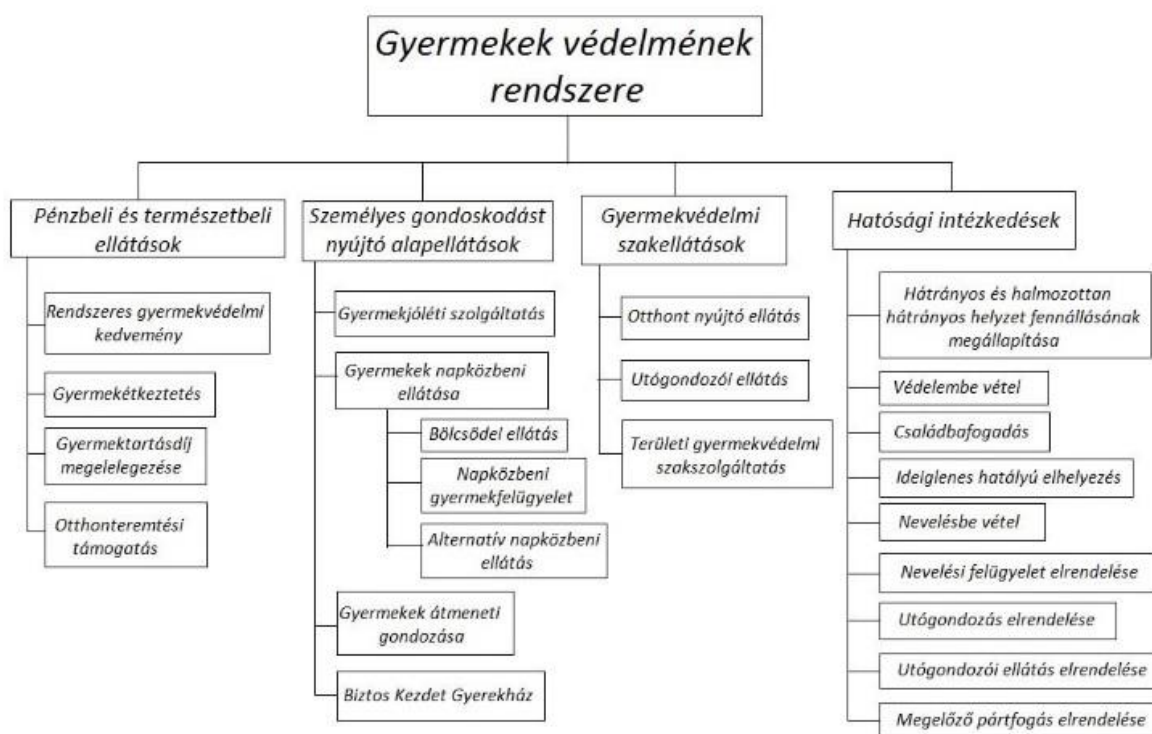 Gyermekek védelmének
rendszere
Pénzbeli és természetbeli
ellátások
Rendszeres gyermekvédelmi
kedvemény
Gyermekétkeztetés
Gyermektartásdíj
megelelegezése
Otthonteremtési
támogatás
Személyes gondoskodást
nyújtó alapellátások
Gyermekjóléti szolgáltatás
Gyermekek napközbeni
ellátása
Bölcsödel ellátás
Napközbeni
gyermekfelügyelet
Alternatív napközbeni
ellátás
Gyermekek átmeneti
gondozása
Biztos Kezdet Gyerekház
Gyermekvédelmi
szakellátások
Otthont nyújtó ellátás
Utógondozói ellátás
Területi gyermekvédelmi
szakszolgáltatás
Hatósági intézkedések
Hátrányos és halmozottan
hátrányos helyzet fennállásának
megállapítása
Védelembe vétel
Családbafogadás
Ideiglenes hatályú elhelyezés
Nevelésbe vétel
Nevelési felügyelet elrendelése
Utógondozás elrendelése
Utógondozói ellátás elrendelése
Megelőző pártfogás elrendelése